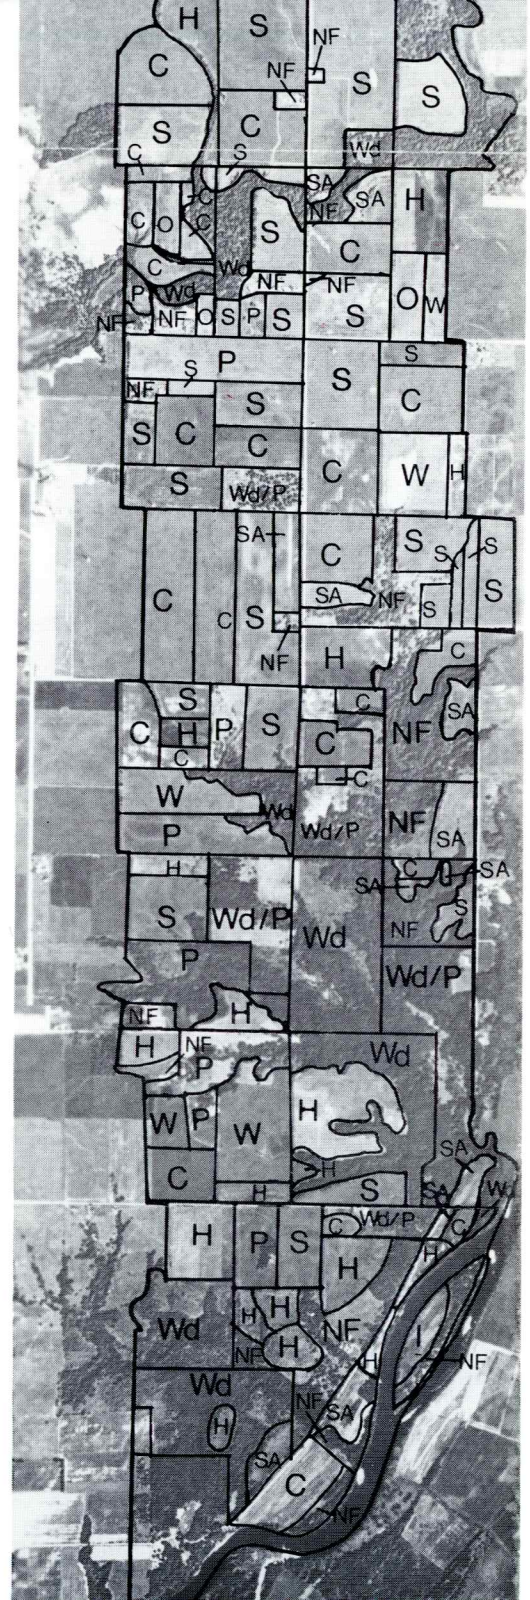 H S NF
C NF S S
S C Wd
C S
SA SA H
C C NF
C O C S C
C Wd
P Wd NF NF O W
NF NF O S P S S
P S
NF S S S C
S C C
S Wd/P C W H
SA C S S S
C C S SA NF S S
NF H C
S C SA
C H P S C NF
C C
W Wd Wd/P NF
P SA
H C SA
S Wd/P Wd SA S
NF
P Wd/P
NF H
H NF Wd
P
W P W H SA
C H S SA Wd
H
H P S C Wd/P C
H H
Wd H H NF I
NF H H NF
Wd NF SA
H
SA
C
NF